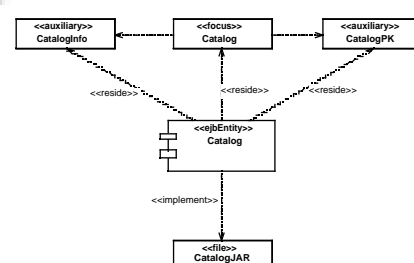 <<auxiliary>>
CatalogInfo
<<focus>>
Catalog
<<auxiliary>>
CatalogPK
<<reside>>
<<reside>>
<<reside>>
<<ejbEntity>>
Catalog
<<implement>>
<<file>>
CatalogJAR